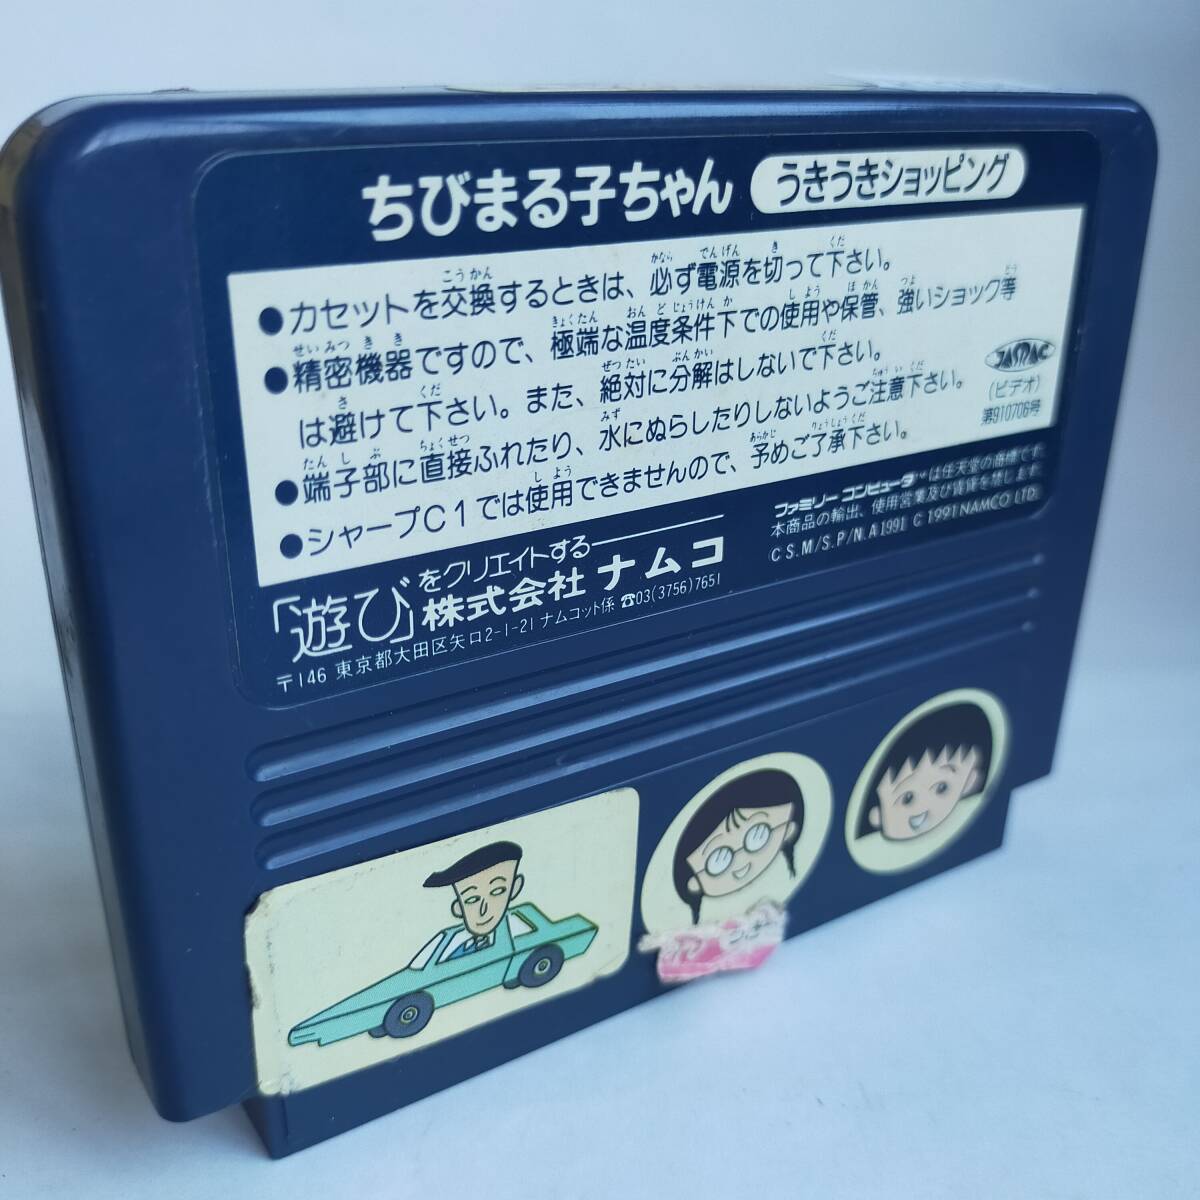 ちびまる子ちゃん うきうきショッピング
●カセットを交換するときは、必ず電源を切って下さい。
●精密機器ですので、極端な温度条件下での使用や保管、強いショック等
は避けて下さい。また、絶対に分解はしないで下さい。
●端子部に直接ふれたり、水にぬらしたりしないようご注意下さい。
●シャープC1では使用できませんので、予めご了承下さい。
JASRAC
(ビデオ)
第910706号
「遊び」をクリエイトする
株式会社ナムコ
〒146 東京都大田区矢口2-1-21 ナムコット係 ☎03(3756)7651
ファミリーコンピュータ™は任天堂の商標です。
本商品の輸出、使用営業及び賃貸を禁じます。
C S.M/S.P/N.A 1991 C 1991 NAMCO LTD.